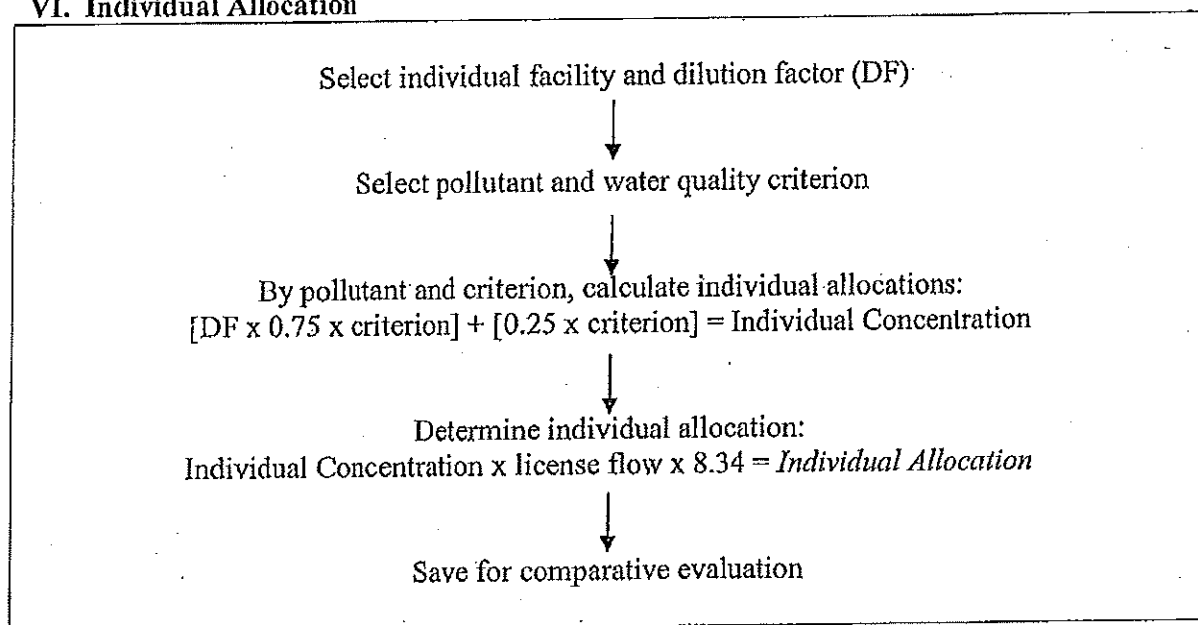 VI. Individual Allocation
Select individual facility and dilution factor (DF)
Select pollutant and water quality criterion
By pollutant and criterion, calculate individual allocations:
[DF x 0.75 x criterion] + [0.25 x criterion] = Individual Concentration
Determine individual allocation:
Individual Concentration x license flow x 8.34 = Individual Allocation
Save for comparative evaluation